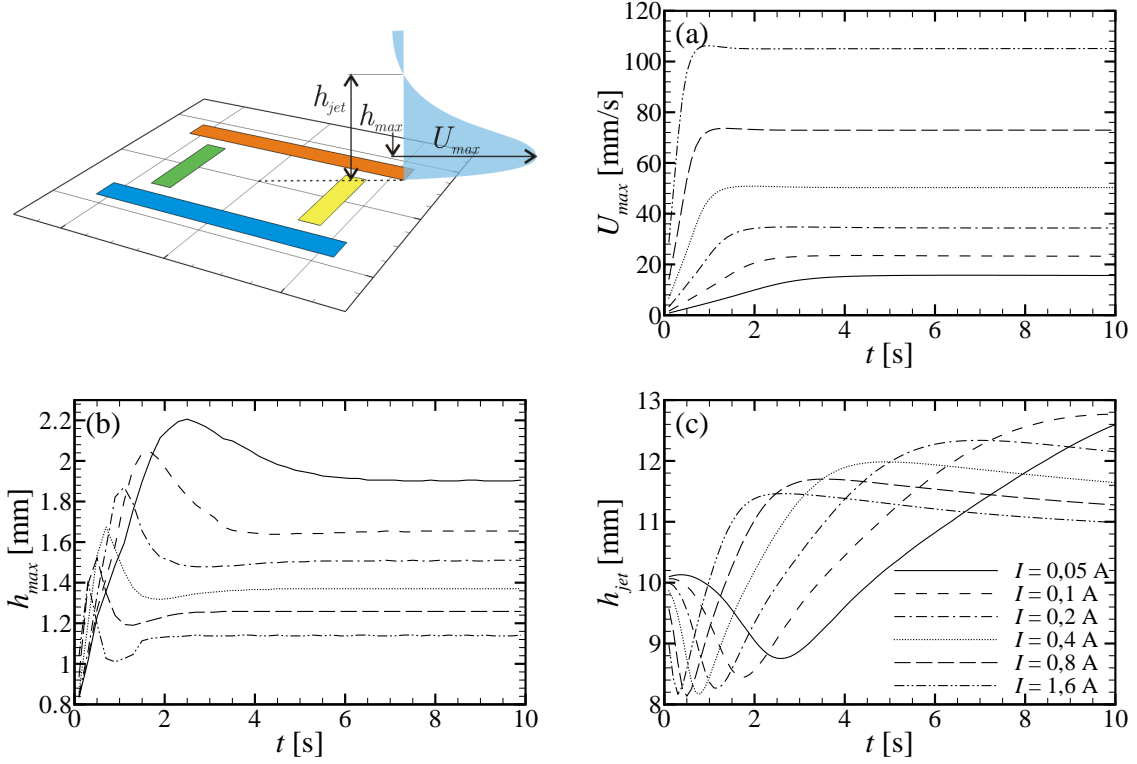 h_jet
h_max
U_max
(a)
U_max [mm/s]
120
100
80
60
40
20
0
0 2 4 6 8 10
t [s]
(b)
h_max [mm]
2.2
2
1.8
1.6
1.4
1.2
1
0.8
0 2 4 6 8 10
t [s]
(c)
h_jet [mm]
13
12
11
10
9
8
I = 0,05 A
I = 0,1 A
I = 0,2 A
I = 0,4 A
I = 0,8 A
I = 1,6 A
0 2 4 6 8 10
t [s]